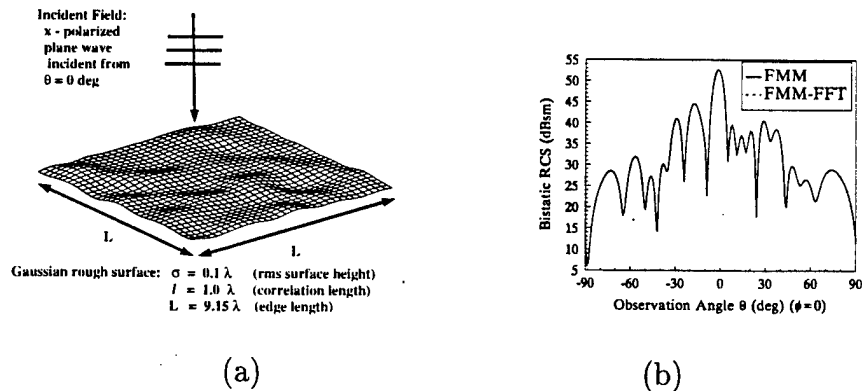 Incident Field:
x - polarized
plane wave
incident from
θ = 0 deg
L
L
Gaussian rough surface: σ = 0.1 λ (rms surface height)
l = 1.0 λ (correlation length)
L = 9.15 λ (edge length)
(a)
55
50
45
40
35
30
25
20
15
10
5
Bistatic RCS (dBsm)
FMM
FMM-FFT
-90
-60
-30
0
30
60
90
Observation Angle θ (deg) (ϕ=0)
(b)